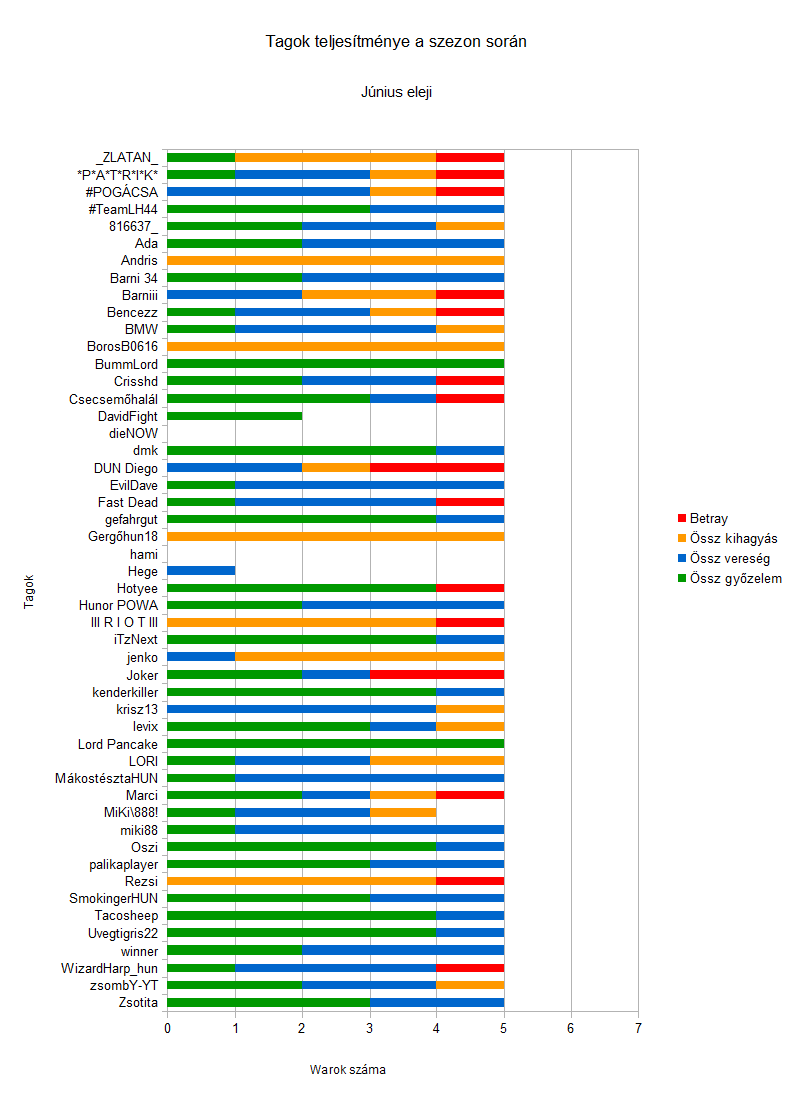 Tagok teljesítménye a szezon során
Június eleji
_ZLATAN_
*P*A*T*R*I*K*
#POGÁCSA
#TeamLH44
816637_
Ada
Andris
Barni 34
Barniii
Bencezz
BMW
BorosB0616
BummLord
Crisshd
Csecsemőhalál
DavidFight
dieNOW
dmk
DUN Diego
EvilDave
Fast Dead
gefahrgut
Gergőhun18
hami
Hege
Hotyee
Hunor POWA
III R I O T III
iTzNext
jenko
Joker
kenderkiller
krisz13
levix
Lord Pancake
LORI
MákostésztaHUN
Marci
MiKi\888!
miki88
Oszi
palikaplayer
Rezsi
SmokingerHUN
Tacosheep
Uvegtigris22
winner
WizardHarp_hun
zsombY-YT
Zsotita
0 1 2 3 4 5 6 7
Warok száma
Tagok
Betray
Össz kihagyás
Össz vereség
Össz győzelem